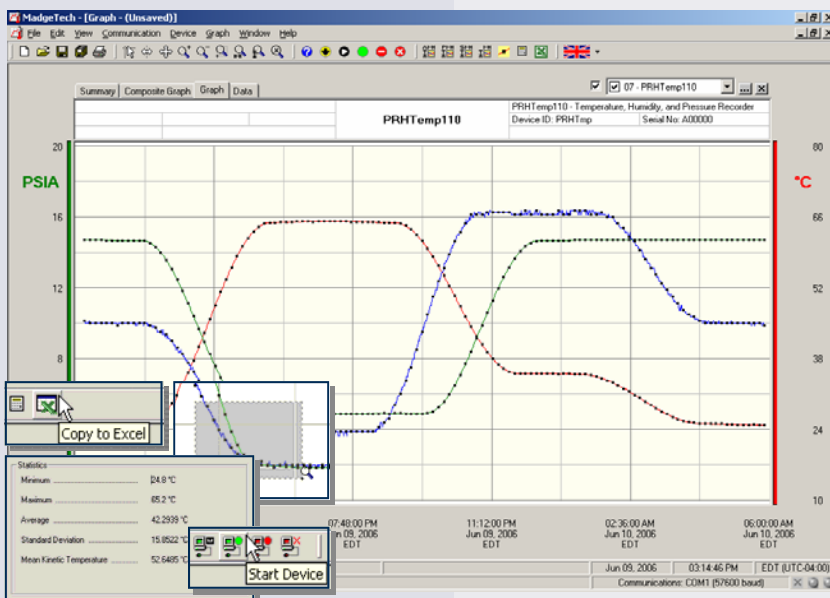 MadgeTech - [Graph - (Unsaved)]
File Edit View Communication Device Graph Window Help
Summary Composite Graph Graph Data
07 - PRHTemp110
PRHTemp110
PRHTemp110 - Temperature, Humidity, and Pressure Recorder
Device ID: PRHTmp Serial No: A00000
20 80
PSIA °C
16 66
12 52
8 38
24
10
Copy to Excel
Statistics
Minimum 24.8 °C
Maximum 65.2 °C
Average 42.2939 °C
Standard Deviation 15.8522 °C
Mean Kinetic Temperature 52.6485 °C
Start Device
07:48:00 PM 11:12:00 PM 02:36:00 AM 06:00:00 AM
n 09, 2006 Jun 09, 2006 Jun 10, 2006 Jun 10, 2006
EDT EDT EDT EDT
Jun 09, 2006 03:14:46 PM EDT (UTC-04:00)
Communications: COM1 (57600 baud)